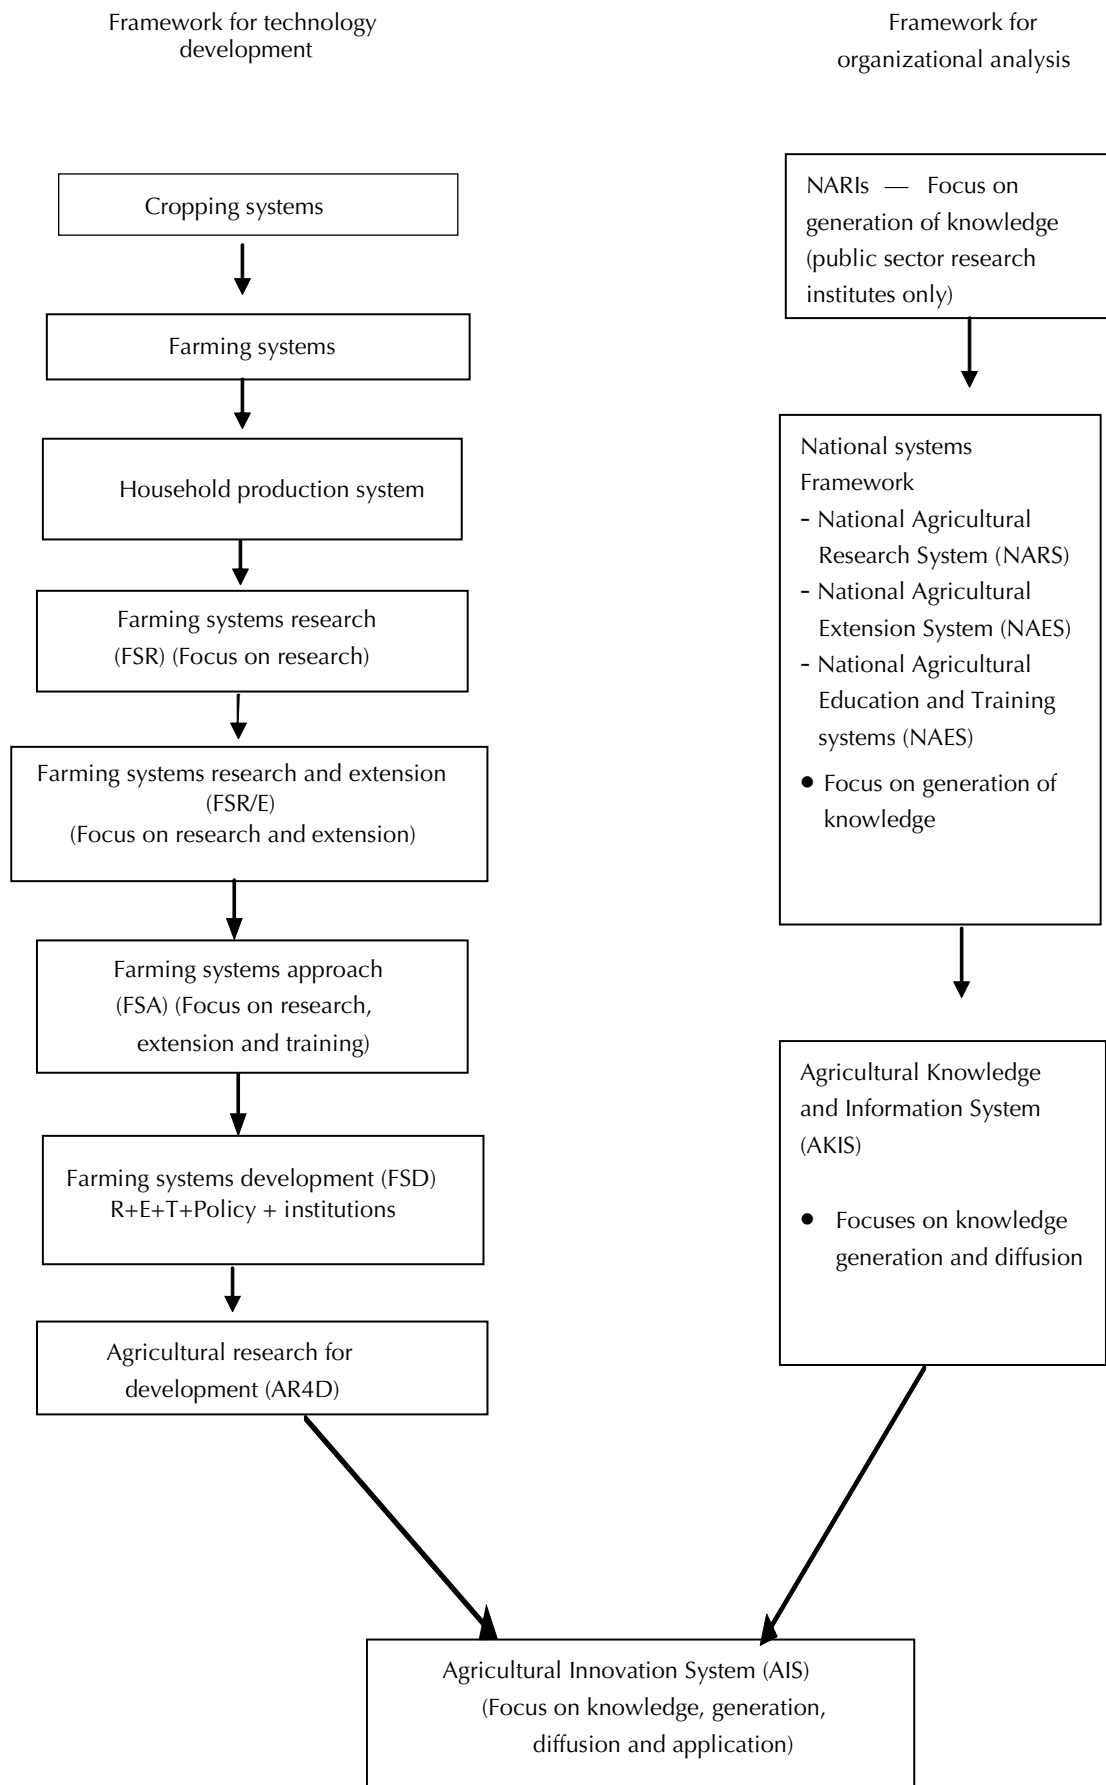 Framework for technology
development
Framework for
organizational analysis
Cropping systems
Farming systems
Household production system
Farming systems research
(FSR) (Focus on research)
Farming systems research and extension
(FSR/E)
(Focus on research and extension)
Farming systems approach
(FSA) (Focus on research,
extension and training)
Farming systems development (FSD)
R+E+T+Policy + institutions
Agricultural research for
development (AR4D)
NARIs — Focus on
generation of knowledge
(public sector research
institutes only)
National systems
Framework
- National Agricultural
Research System (NARS)
- National Agricultural
Extension System (NAES)
- National Agricultural
Education and Training
systems (NAES)
● Focus on generation of
knowledge
Agricultural Knowledge
and Information System
(AKIS)
● Focuses on knowledge
generation and diffusion
Agricultural Innovation System (AIS)
(Focus on knowledge, generation,
diffusion and application)